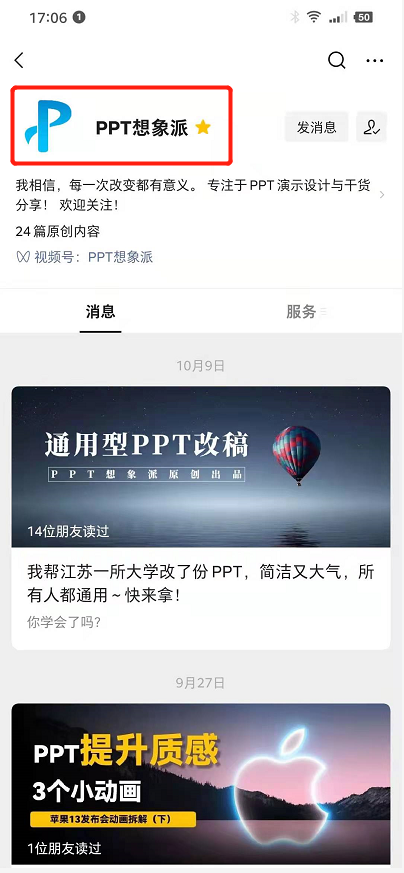 17:06 1
50
PPT想象派
发消息
我相信，每一次改变都有意义。 专注于PPT演示设计与干货
分享！ 欢迎关注！
24篇原创内容
视频号：PPT想象派
消息
服务
10月9日
通用型PPT改稿
PPT想象派原创出品
14位朋友读过
我帮江苏一所大学改了份PPT，简洁又大气，所
有人都通用~快来拿！
你学会了吗？
9月27日
PPT提升质感
3个小动画
苹果13发布会动画拆解（下）
1位朋友读过